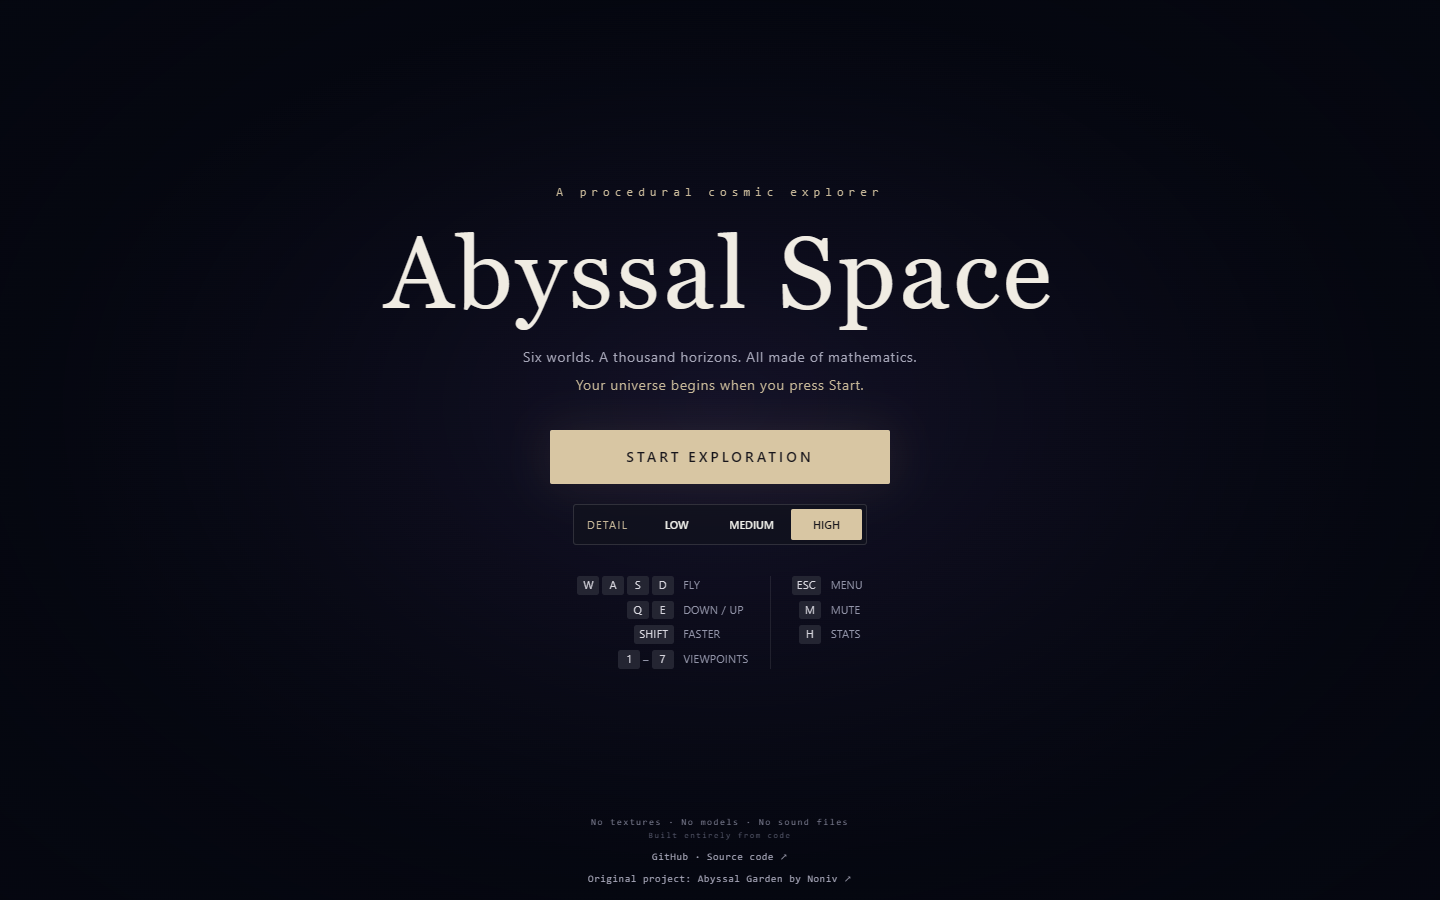 A procedural cosmic explorer
Abyssal Space
Six worlds. A thousand horizons. All made of mathematics.
Your universe begins when you press Start.
START EXPLORATION
DETAIL LOW MEDIUM HIGH
W A S D FLY
Q E DOWN / UP
SHIFT FASTER
1 – 7 VIEWPOINTS
ESC MENU
M MUTE
H STATS
No textures · No models · No sound files
Built entirely from code
GitHub · Source code ↗
Original project: Abyssal Garden by Noniv ↗